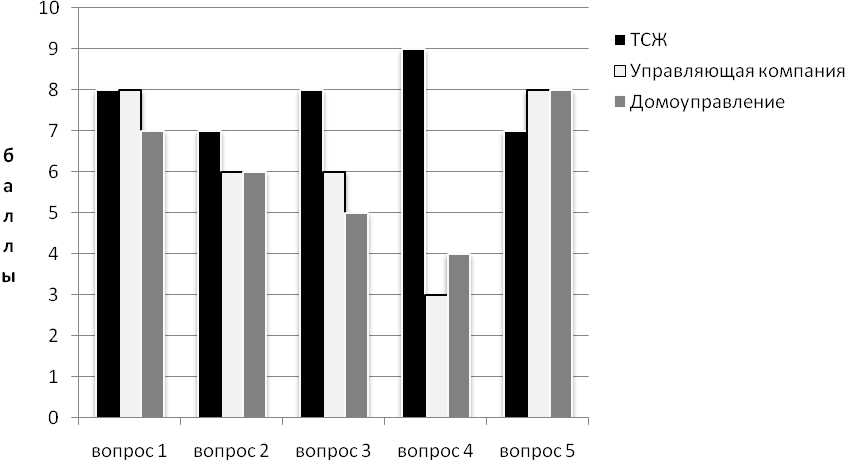 10
9
8
7
6
5
4
3
2
1
0
баллы
вопрос 1
вопрос 2
вопрос 3
вопрос 4
вопрос 5
ТСЖ
Управляющая компания
Домоуправление